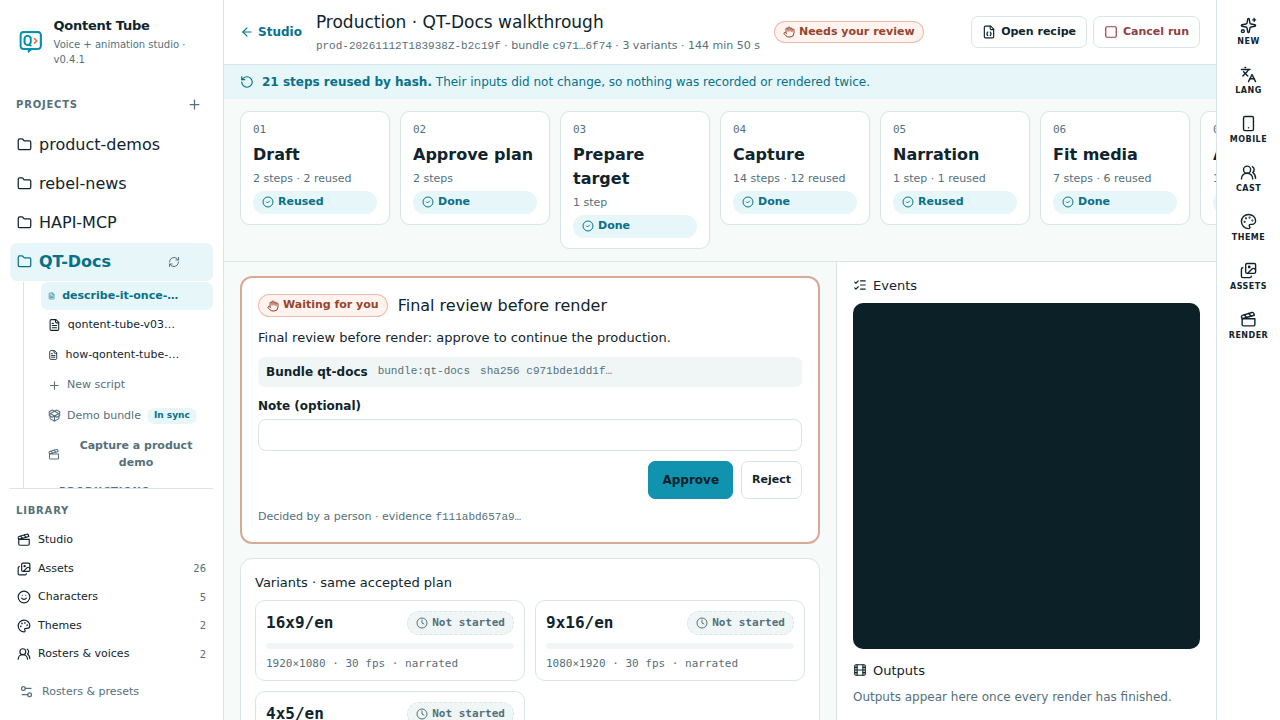 Qontent Tube
Voice + animation studio ·
v0.4.1
PROJECTS
product-demos
rebel-news
HAPI-MCP
QT-Docs
describe-it-once-...
qontent-tube-v03...
how-qontent-tube-...
New script
Demo bundle In sync
Capture a product
demo
LIBRARY
Studio
Assets 26
Characters 5
Themes 2
Rosters & voices 2
Rosters & presets
Studio
Production · QT-Docs walkthrough
prod-20261112T183938Z-b2c19f · bundle c971…6f74 · 3 variants · 144 min 50 s
Needs your review
Open recipe
Cancel run
21 steps reused by hash. Their inputs did not change, so nothing was recorded or rendered twice.
01
Draft
2 steps · 2 reused
Reused
02
Approve plan
2 steps
Done
03
Prepare
target
1 step
Done
04
Capture
14 steps · 12 reused
Done
05
Narration
1 step · 1 reused
Reused
06
Fit media
7 steps · 6 reused
Done
Waiting for you Final review before render
Final review before render: approve to continue the production.
Bundle qt-docs bundle:qt-docs sha256 c971bde1dd1f…
Note (optional)
Approve
Reject
Decided by a person · evidence f111abd657a9…
Variants · same accepted plan
16x9/en Not started
1920×1080 · 30 fps · narrated
9x16/en Not started
1080×1920 · 30 fps · narrated
4x5/en Not started
Events
Outputs
Outputs appear here once every render has finished.
NEW
LANG
MOBILE
CAST
THEME
ASSETS
RENDER